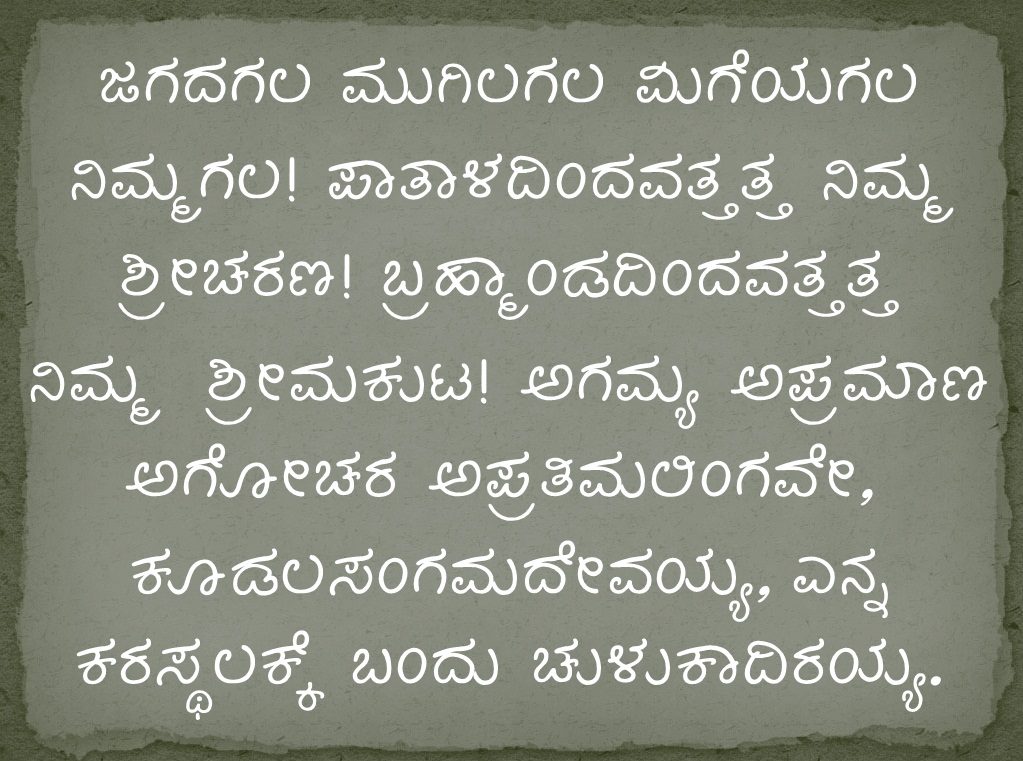 ಜಗದಗಲ ಮುಗಿಲಗಲ ಮಿಗೆಯಗಲ
ನಿಮ್ಮಗಲ! ಪಾತಾಳದಿಂದವತ್ತತ್ತ ನಿಮ್ಮ
ಶ್ರೀಚರಣ! ಬ್ರಹ್ಮಾಂಡದಿಂದವತ್ತತ್ತ
ನಿಮ್ಮ ಶ್ರೀಮಕುಟ! ಅಗಮ್ಯ ಅಪ್ರಮಾಣ
ಅಗೋಚರ ಅಪ್ರತಿಮಲಿಂಗವೇ,
ಕೂಡಲಸಂಗಮದೇವಯ್ಯ, ಎನ್ನ
ಕರಸ್ಥಲಕ್ಕೆ ಬಂದು ಚುಳುಕಾದಿರಯ್ಯ.